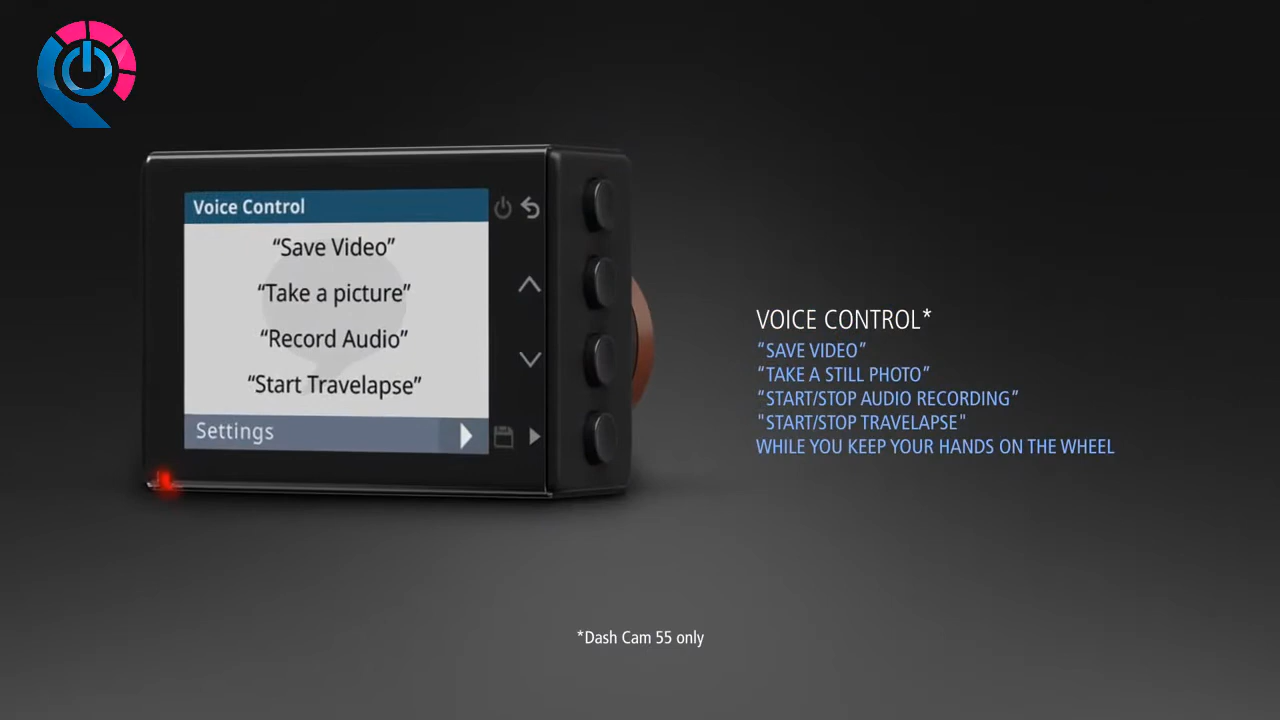 Voice Control
“Save Video”
“Take a picture”
“Record Audio”
“Start Travelapse”
Settings
VOICE CONTROL*
“SAVE VIDEO”
“TAKE A STILL PHOTO”
“START/STOP AUDIO RECORDING”
"START/STOP TRAVELAPSE"
WHILE YOU KEEP YOUR HANDS ON THE WHEEL
*Dash Cam 55 only